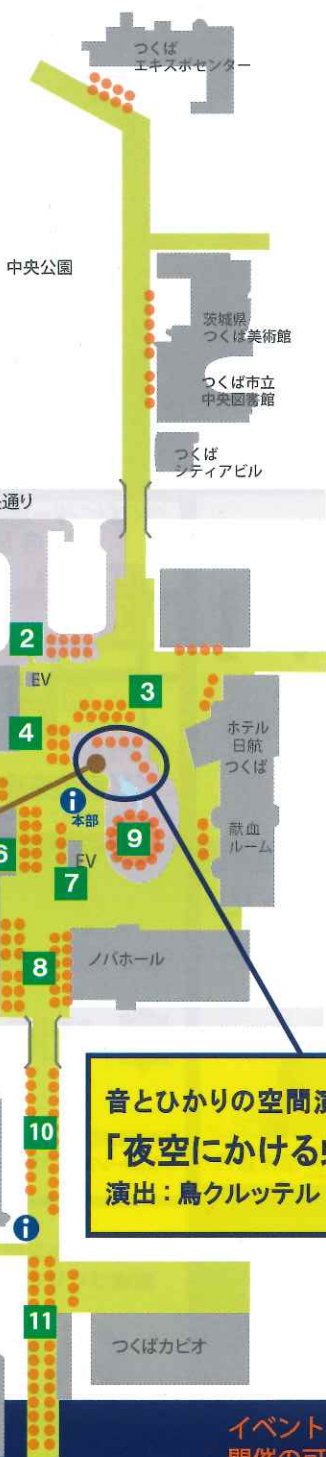 つくば
エキスポセンター
中央公園
茨城県
つくば美術館
つくば市立
中央図書館
つくば
シティアビル
通り
2
EV
3
4
ホテル
日航
つくば
i
本部
献血
ルーム
6
EV
7
9
8
ノバホール
音とひかりの空間演
「夜空にかける
演出：鳥クルッテル
10
i
11
つくばカピオ
イベント
開催の可